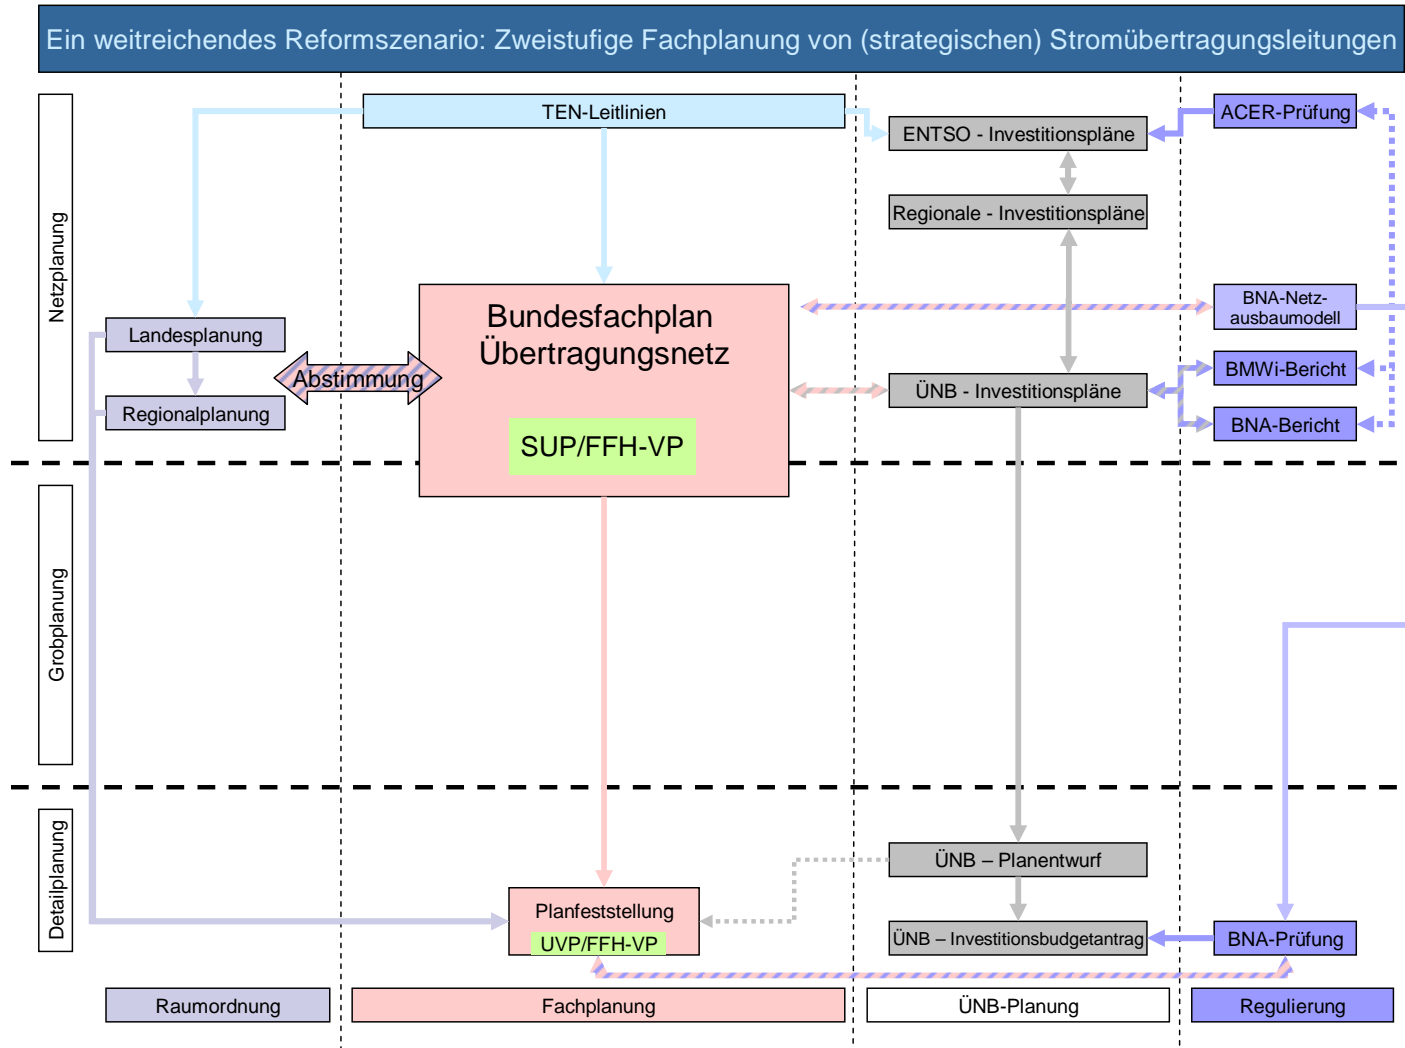 Ein weitreichendes Reformszenario: Zweistufige Fachplanung von (strategischen) Stromübertragungsleitungen
Netzplanung
TEN-Leitlinien
ENTSO - Investitionspläne
ACER-Prüfung
Regionale - Investitionspläne
Bundesfachplan
Übertragungsnetz
BNA-Netz-
ausbaumodell
Landesplanung
Abstimmung
Regionalplanung
ÜNB - Investitionspläne
BMWi-Bericht
BNA-Bericht
SUP/FFH-VP
Grobplanung
Detailplanung
ÜNB – Planentwurf
Planfeststellung
UVP/FFH-VP
ÜNB – Investitionsbudgetantrag
BNA-Prüfung
Raumordnung
Fachplanung
ÜNB-Planung
Regulierung